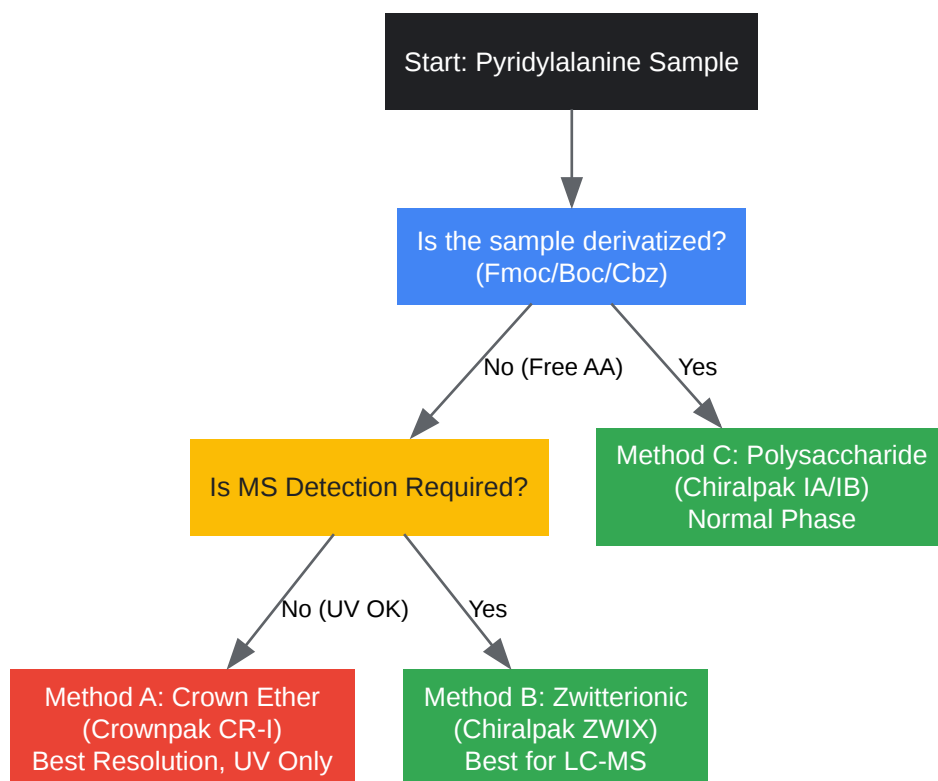 Start: Pyridylalanine Sample
Is the sample derivatized?
(Fmoc/Boc/Cbz)
No (Free AA)
Yes
Is MS Detection Required?
Method C: Polysaccharide
(Chiralpak IA/IB)
Normal Phase
No (UV OK)
Yes
Method A: Crown Ether
(Crownpak CR-I)
Best Resolution, UV Only
Method B: Zwitterionic
(Chiralpak ZWIX)
Best for LC-MS